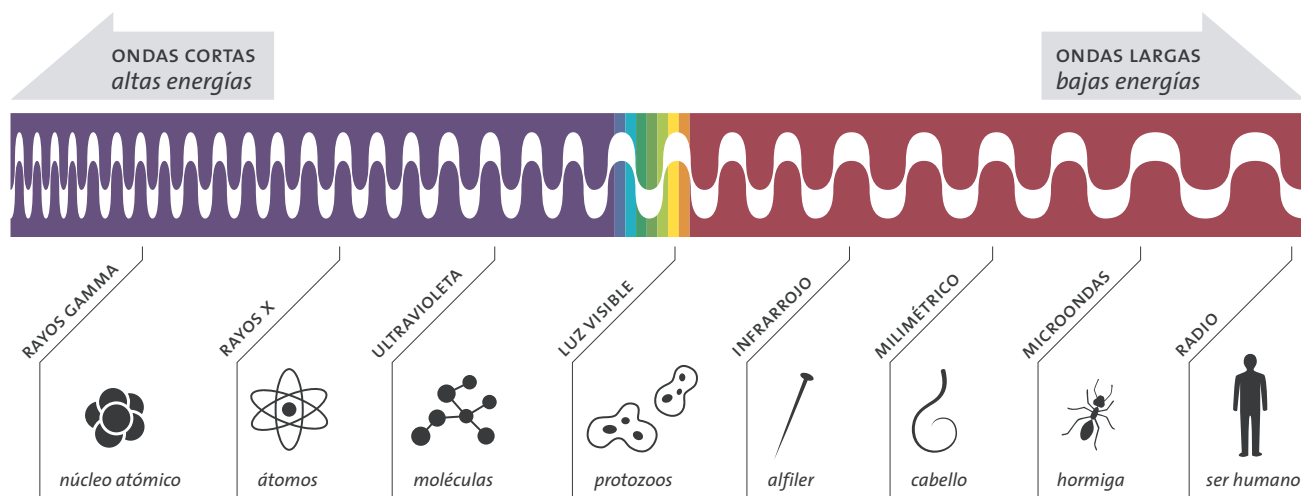 ONDAS CORTAS
altas energías
ONDAS LARGAS
bajas energías
RAYOS GAMMA
RAYOS X
ULTRAVIOLETA
LUZ VISIBLE
INFRARROJO
MILIMÉTRICO
MICROONDAS
RADIO
núcleo atómico
átomos
moléculas
protozoos
alfiler
cabello
hormiga
ser humano